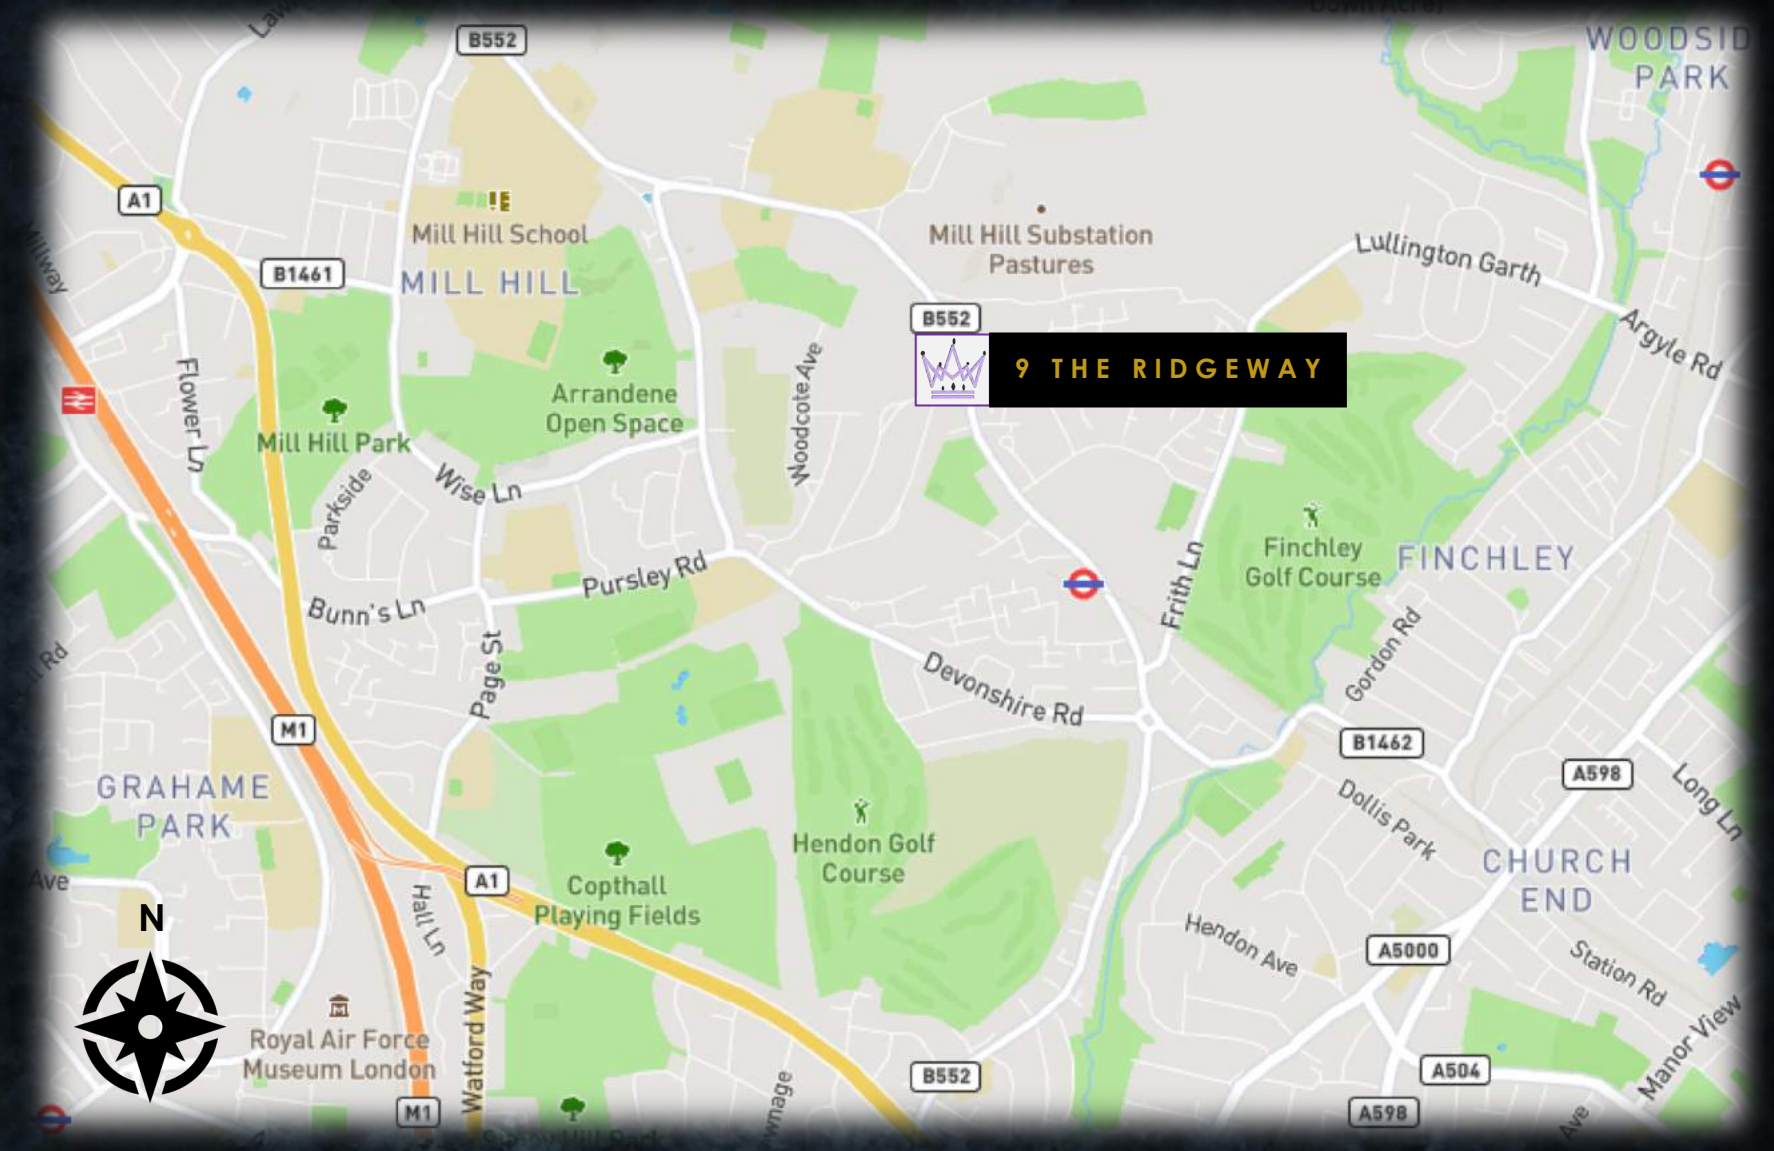 B552
WOODSID
PARK
A1
Mill Hill School
MILL HILL
B1461
Millway
Mill Hill Substation
Pastures
Lullington Garth
B552
Argyle Rd
9 THE RIDGEWAY
Flower Ln
Arrandene
Open Space
Woodcote Ave
Mill Hill Park
Wise Ln
Parkside
Finchley
Golf Course
FINCHLEY
Pursley Rd
Frith Ln
Bunn's Ln
Page St
Gordon Rd
Devonshire Rd
M1
B1462
A598
GRAHAME
PARK
Long Ln
Dollis Park
Hendon Golf
Course
CHURCH
END
Ave
A1
Copthall
Playing Fields
Hall Ln
N
Hendon Ave
A5000
Station Rd
Watford Way
Royal Air Force
Museum London
Manor View
B552
A504
M1
A598
Ave